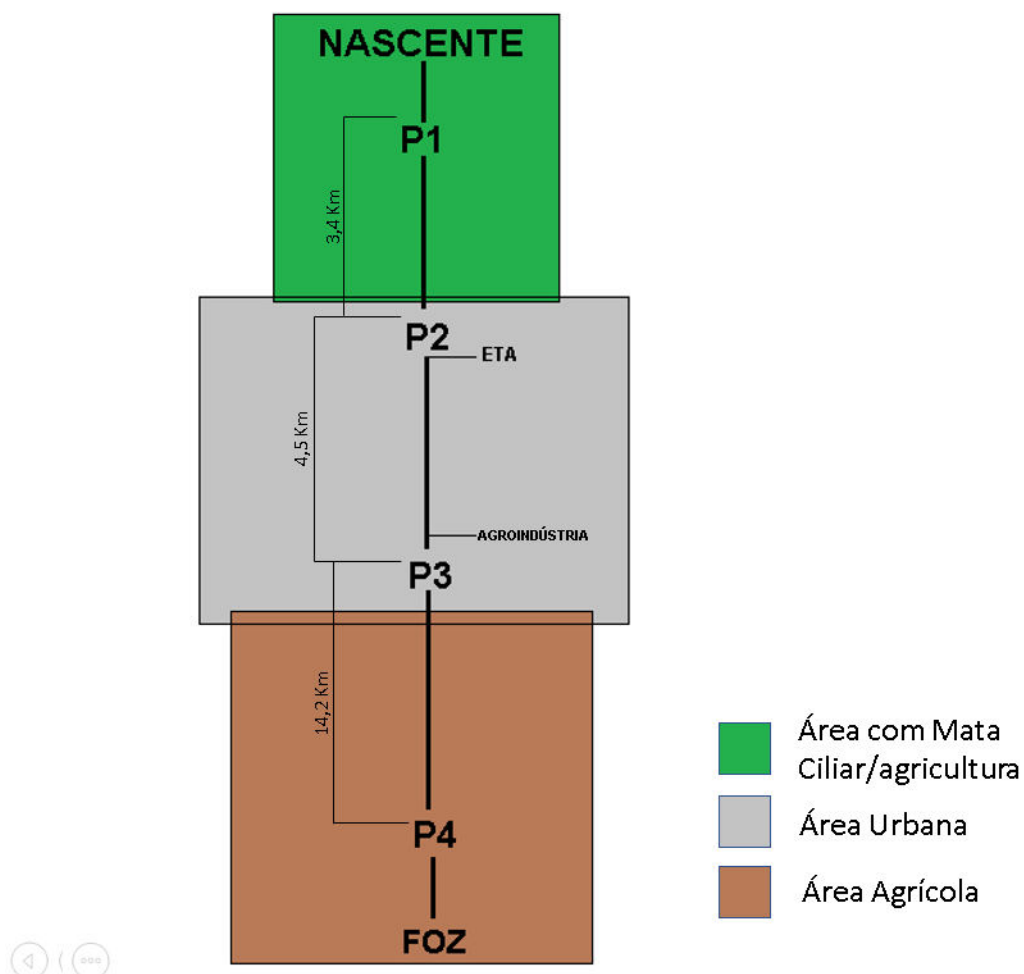 NASCENTE
P1
3,4 Km
P2
ETA
4,5 Km
AGROINDÚSTRIA
P3
14,2 Km
P4
FOZ
Área com Mata
Ciliar/agricultura
Área Urbana
Área Agrícola